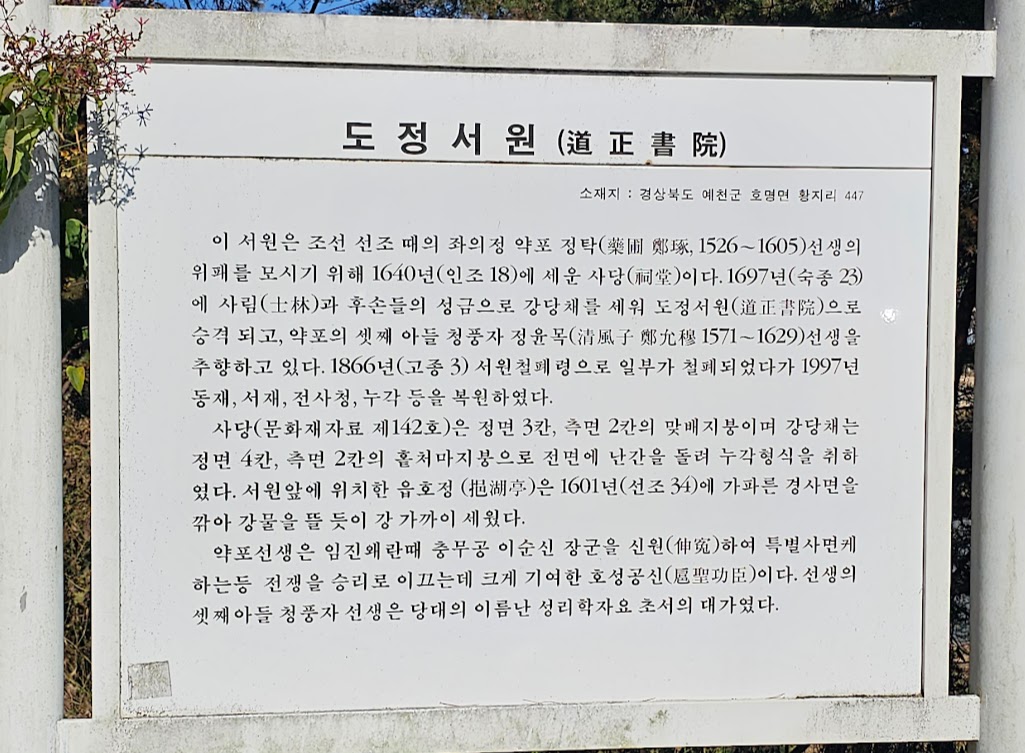 도정서원 (道正書院)
소재지 : 경상북도 예천군 호명면 황지리 447
이 서원은 조선 선조 때의 좌의정 약포 정탁(藥圃 鄭琢, 1526~1605)선생의
위패를 모시기 위해 1640년(인조 18)에 세운 사당(祠堂)이다. 1697년(숙종 23)
에 사림(士林)과 후손들의 성금으로 강당채를 세워 도정서원(道正書院)으로
승격 되고, 약포의 셋째 아들 청풍자 정윤목(清風子 鄭允穆 1571~1629)선생을
추향하고 있다. 1866년(고종 3) 서원철폐령으로 일부가 철폐되었다가 1997년
동재, 서재, 전사청, 누각 등을 복원하였다.
사당(문화재자료 제142호)은 정면 3칸, 측면 2칸의 맞배지붕이며 강당채는
정면 4칸, 측면 2칸의 홑처마지붕으로 전면에 난간을 돌려 누각형식을 취하
였다. 서원앞에 위치한 읍호정 (挹湖亭)은 1601년(선조 34)에 가파른 경사면을
깎아 강물을 뜰 듯이 강 가까이 세웠다.
약포선생은 임진왜란때 충무공 이순신 장군을 신원(伸冤)하여 특별사면케
하는등 전쟁을 승리로 이끄는데 크게 기여한 호성공신(扈聖功臣)이다. 선생의
셋째아들 청풍자 선생은 당대의 이름난 성리학자요 초서의 대가였다.